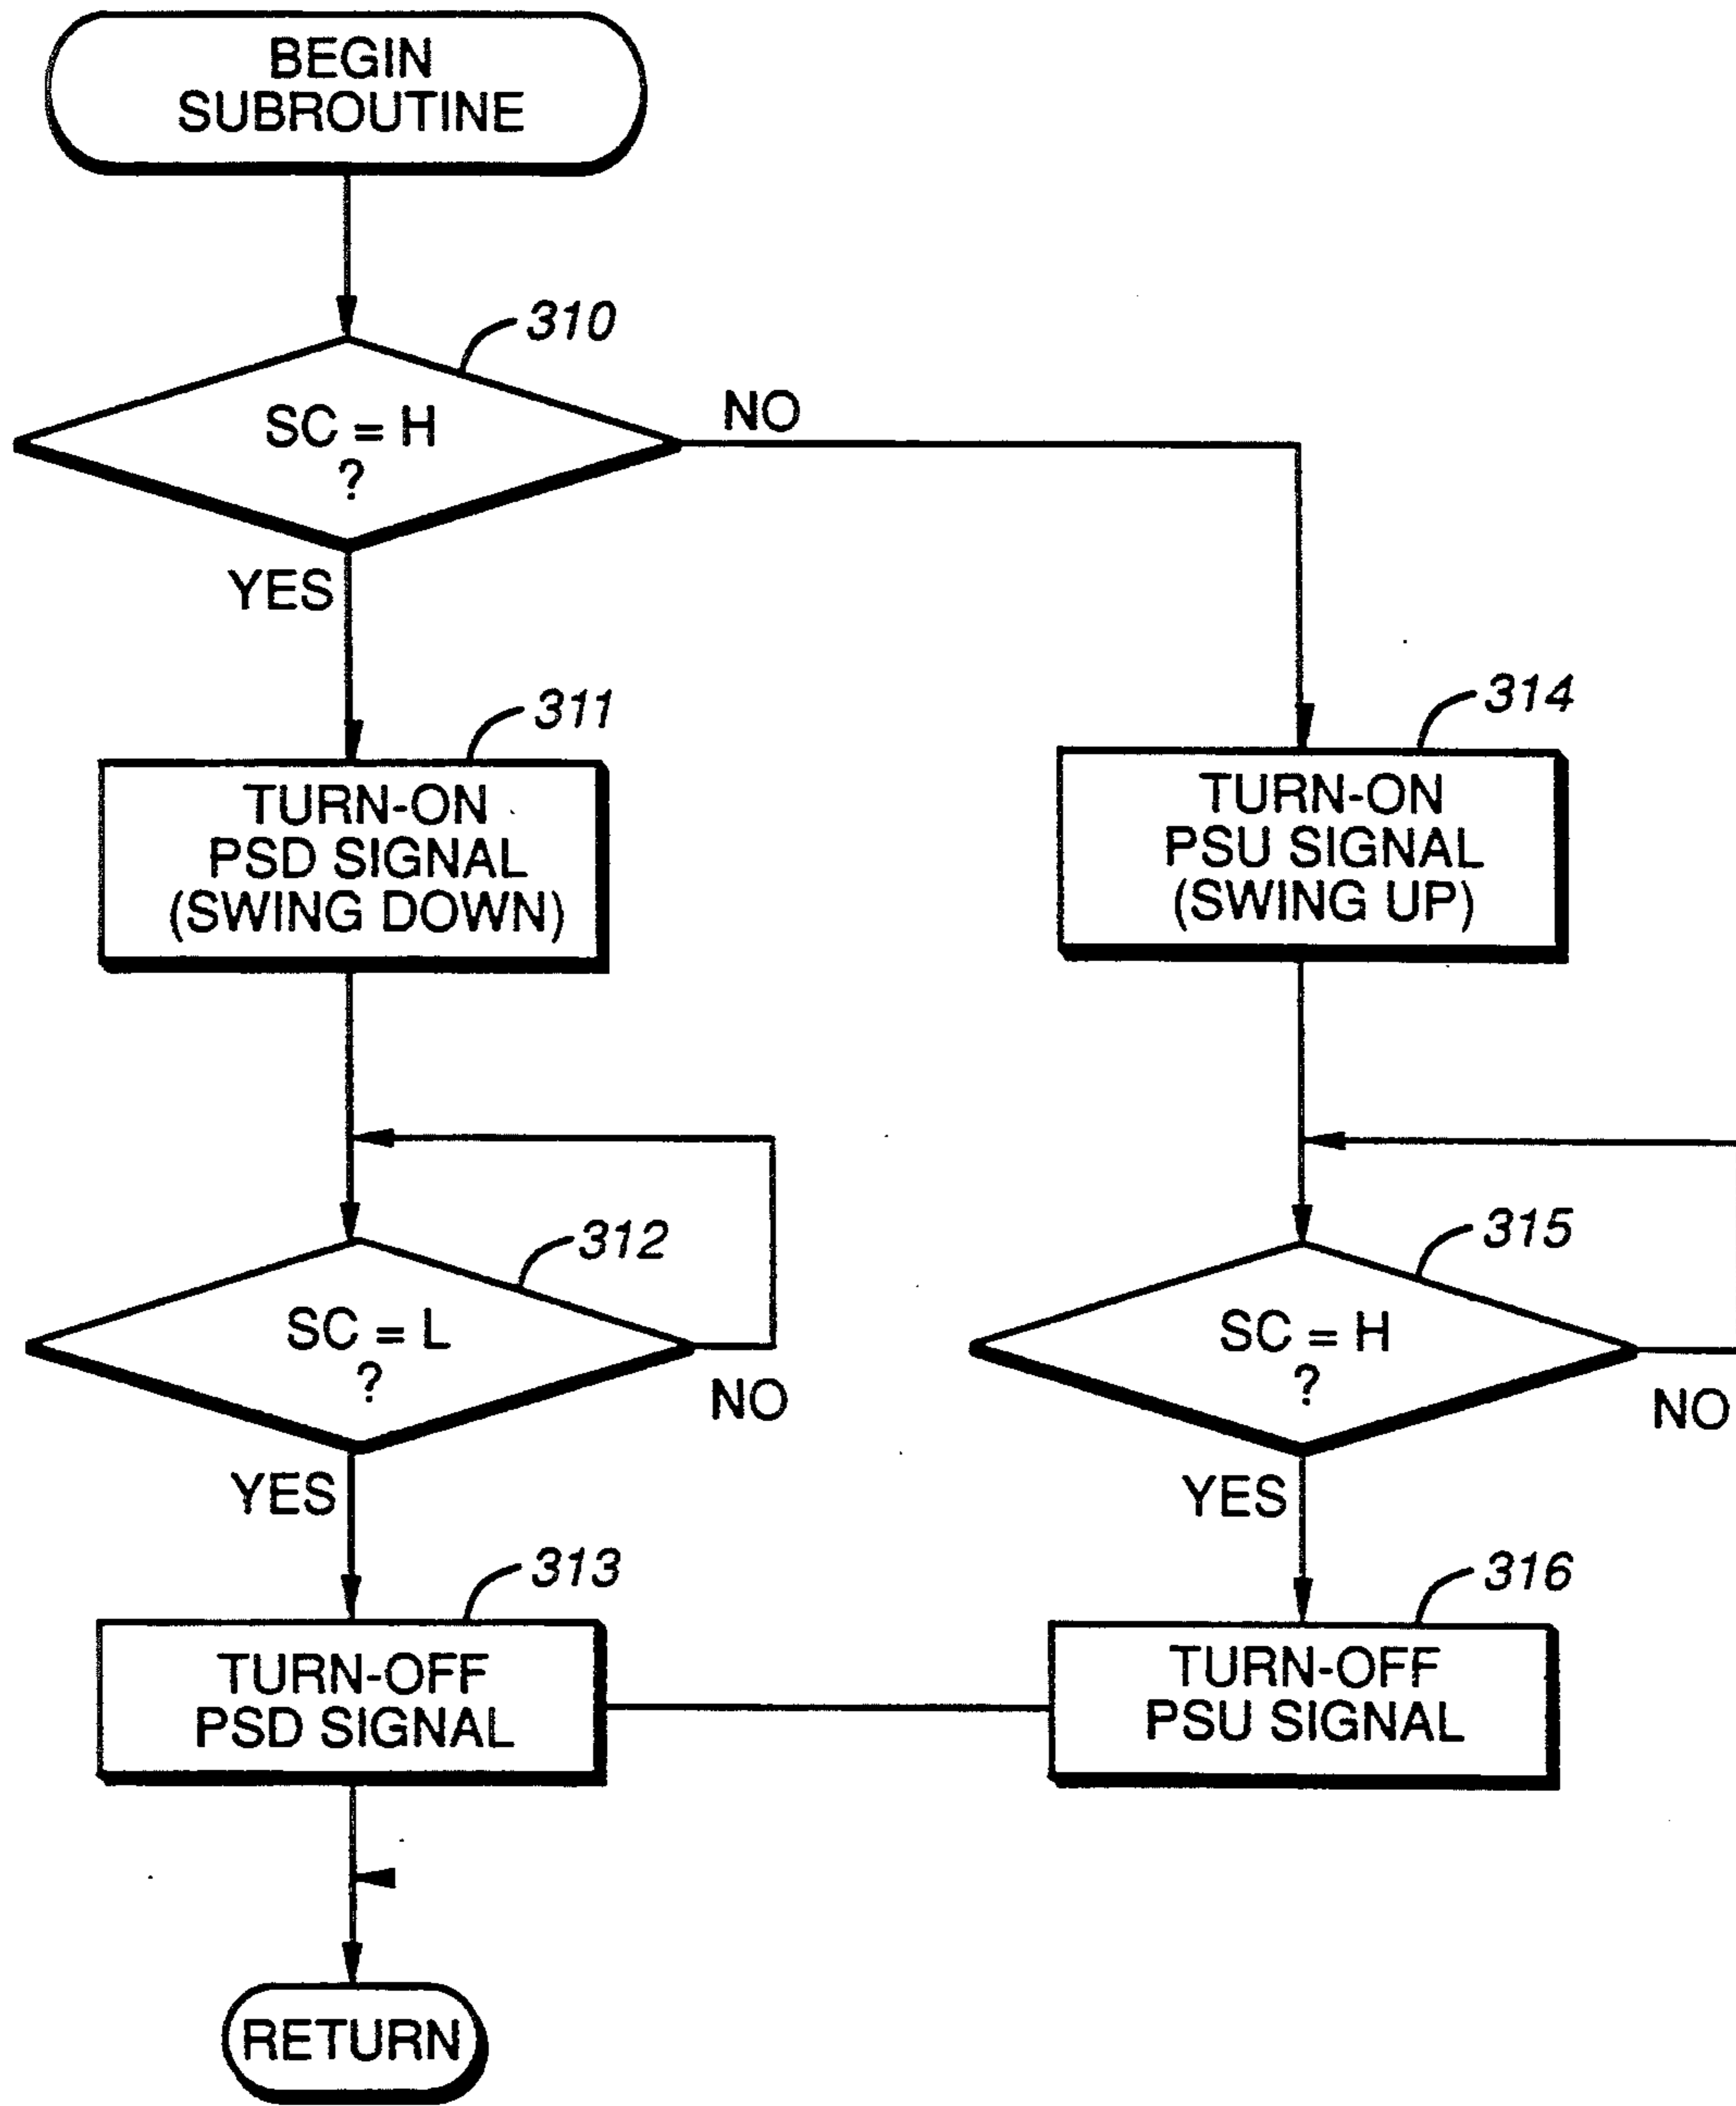 BEGIN
SUBROUTINE
310
SC = H
?
NO
YES
311
TURN-ON
PSD SIGNAL
(SWING DOWN)
314
TURN-ON
PSU SIGNAL
(SWING UP)
312
SC = L
?
NO
YES
315
SC = H
?
NO
YES
313
TURN-OFF
PSD SIGNAL
316
TURN-OFF
PSU SIGNAL
RETURN